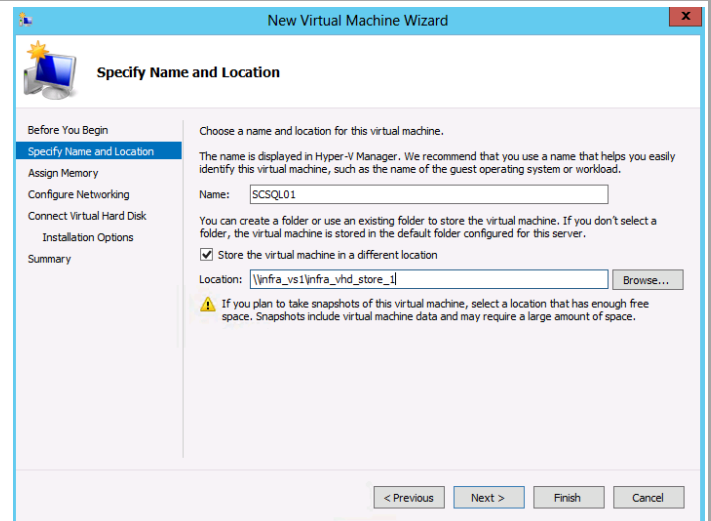 New Virtual Machine Wizard
x
Specify Name and Location
Before You Begin
Specify Name and Location
Assign Memory
Configure Networking
Connect Virtual Hard Disk
Installation Options
Summary
Choose a name and location for this virtual machine.
The name is displayed in Hyper-V Manager. We recommend that you use a name that helps you easily
identify this virtual machine, such as the name of the guest operating system or workload.
Name: SCSQL01
You can create a folder or use an existing folder to store the virtual machine. If you don't select a
folder, the virtual machine is stored in the default folder configured for this server.
Store the virtual machine in a different location
Location: \\infra_vs1\infra_vhd_store_1 Browse...
If you plan to take snapshots of this virtual machine, select a location that has enough free
space. Snapshots include virtual machine data and may require a large amount of space.
< Previous Next > Finish Cancel